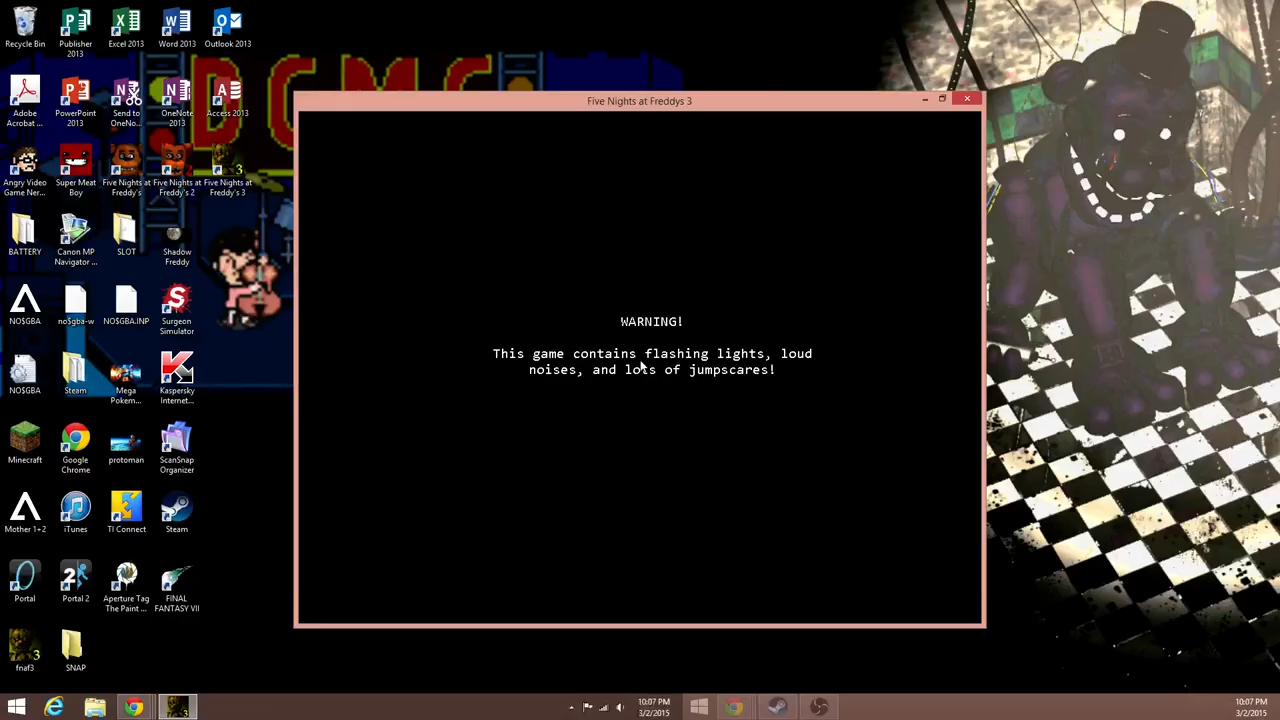 Recycle Bin
Publisher
2013
Excel 2013
Word 2013
Outlook 2013
Five Nights at Freddys 3
Adobe
Acrobat ...
PowerPoint
2013
Send to
OneNo...
OneNote
2013
Access 2013
Angry Video
Game Ner...
Super Meat
Boy
Five Nights at
Freddy's
Five Nights at
Freddy's 2
Five Nights at
Freddy's 3
BATTERY
Canon MP
Navigator ...
SLOT
Shadow
Freddy
NO$GBA
no$gba-w
NO$GBA.INP
Surgeon
Simulator
WARNING!
This game contains flashing lights, loud
noises, and lots of jumpscares!
NO$GBA
Steam
Mega
Pokem...
Kaspersky
Internet...
Minecraft
Google
Chrome
protoman
ScanSnap
Organizer
Mother 1+2
iTunes
TI Connect
Steam
Portal
Portal 2
Aperture Tag
The Paint ...
FINAL
FANTASY VII
fnaf3
SNAP
10:07 PM
3/2/2015
10:07 PM
3/2/2015